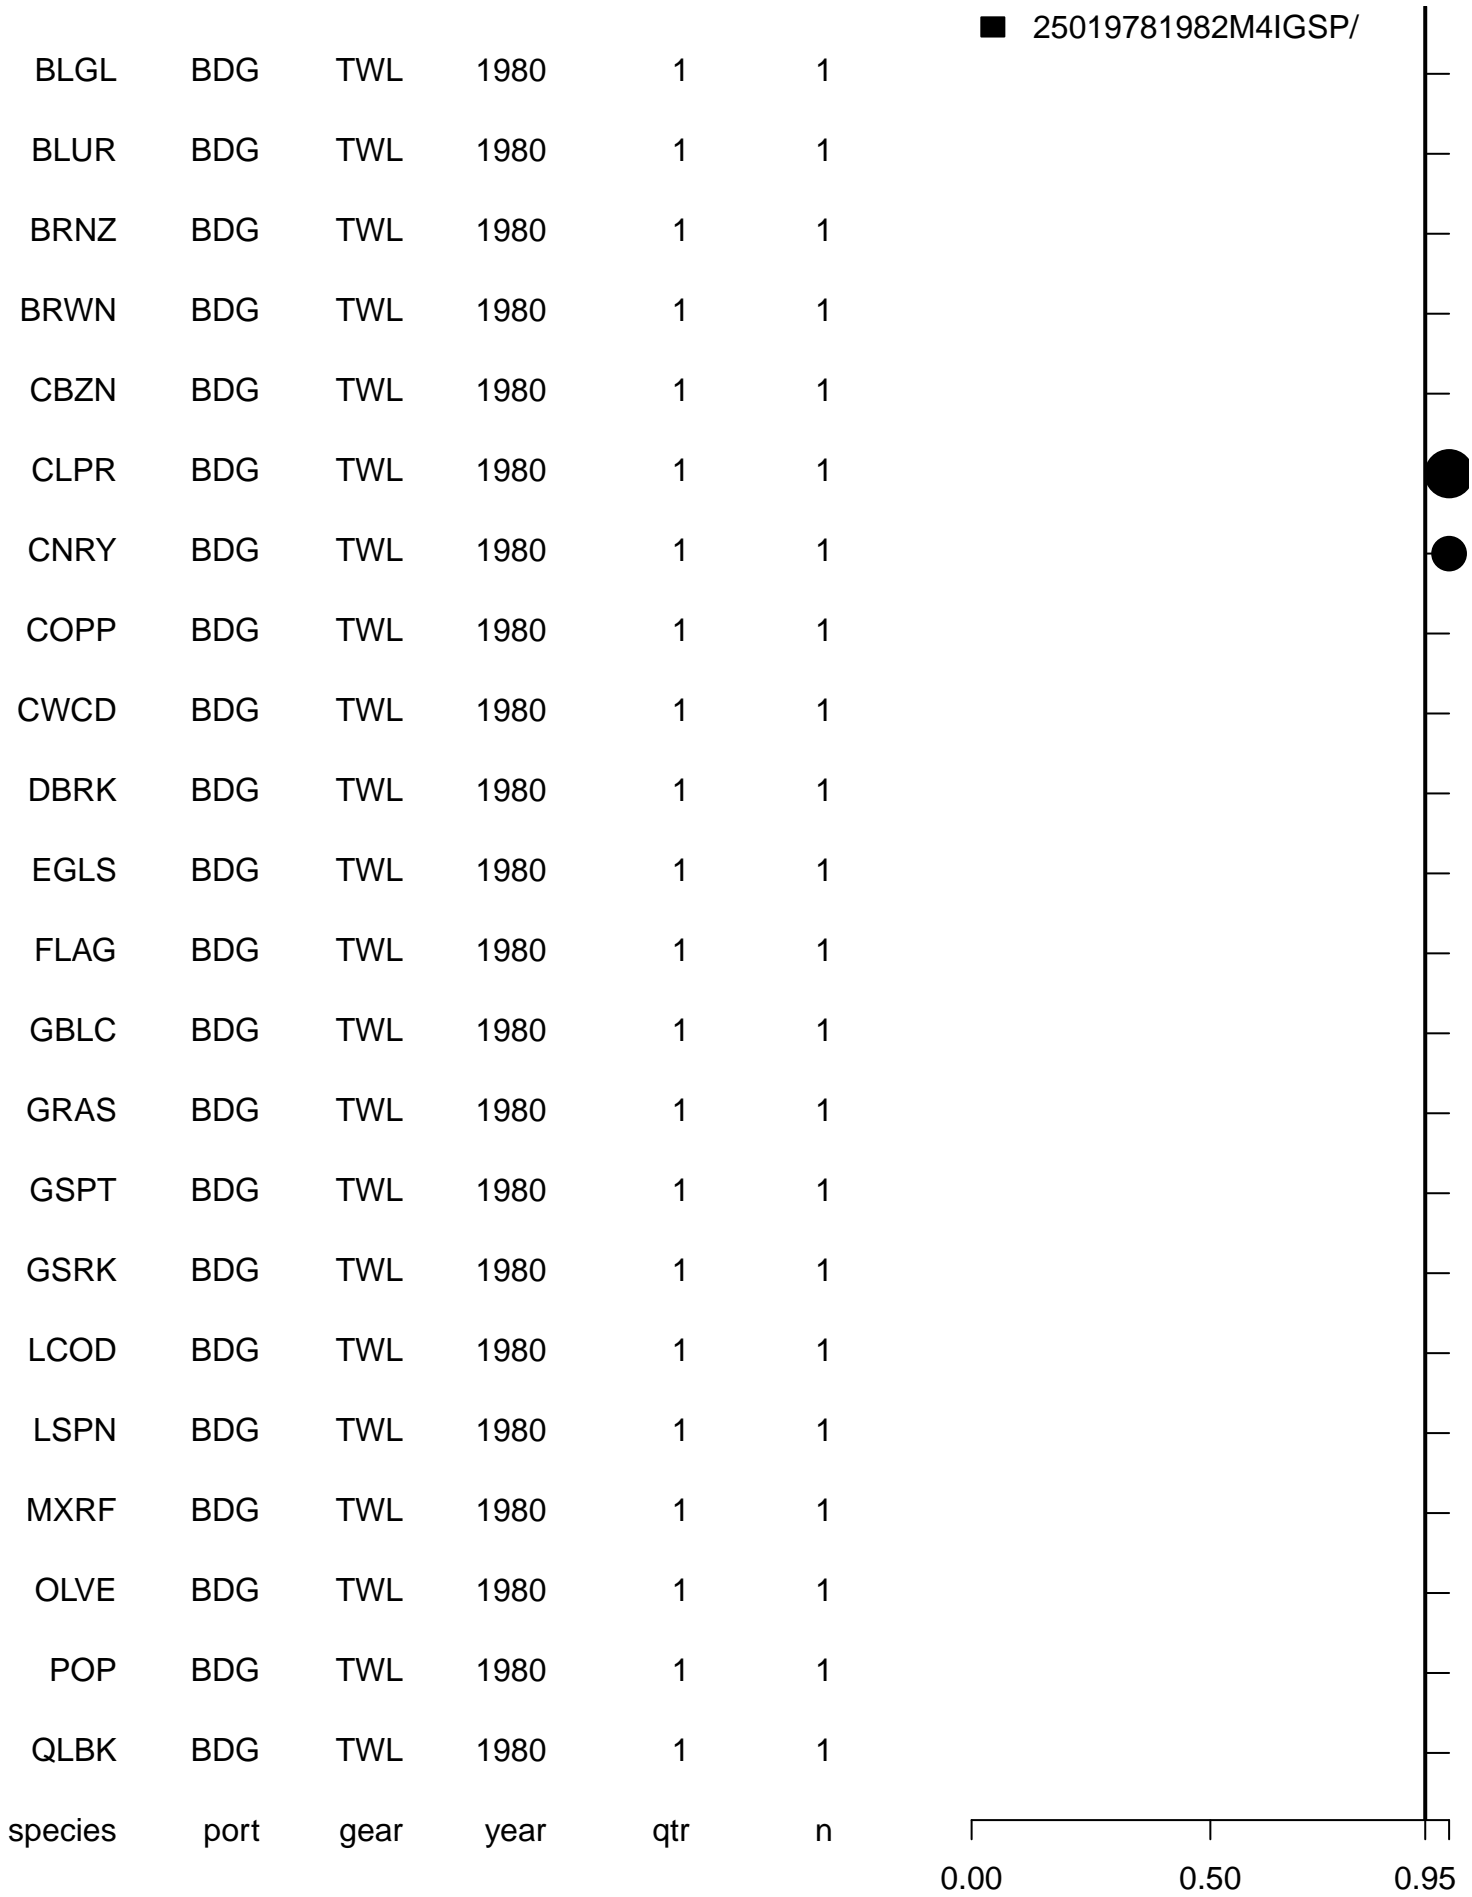 25019781982M4IGSP/
BLGL BDG TWL 1980 1 1
BLUR BDG TWL 1980 1 1
BRNZ BDG TWL 1980 1 1
BRWN BDG TWL 1980 1 1
CBZN BDG TWL 1980 1 1
CLPR BDG TWL 1980 1 1
CNRY BDG TWL 1980 1 1
COPP BDG TWL 1980 1 1
CWCD BDG TWL 1980 1 1
DBRK BDG TWL 1980 1 1
EGLS BDG TWL 1980 1 1
FLAG BDG TWL 1980 1 1
GBLC BDG TWL 1980 1 1
GRAS BDG TWL 1980 1 1
GSPT BDG TWL 1980 1 1
GSRK BDG TWL 1980 1 1
LCOD BDG TWL 1980 1 1
LSPN BDG TWL 1980 1 1
MXRF BDG TWL 1980 1 1
OLVE BDG TWL 1980 1 1
POP BDG TWL 1980 1 1
QLBK BDG TWL 1980 1 1
species port gear year qtr n
0.00 0.50 0.95